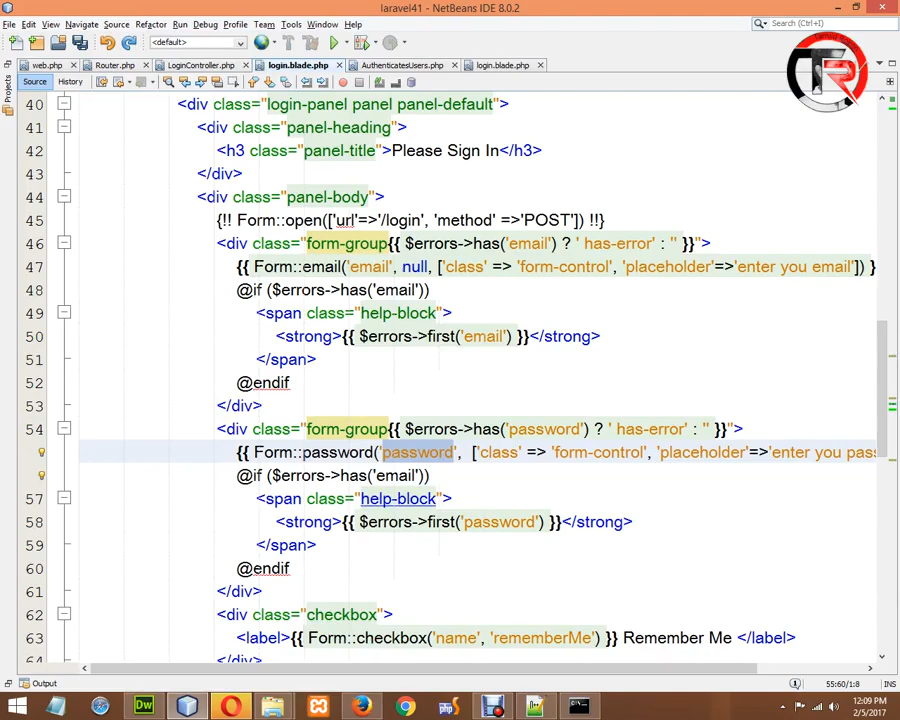 laravel41 - NetBeans IDE 8.0.2
File Edit View Navigate Source Refactor Run Debug Profile Team Tools Window Help
<default>
Search (Ctrl+I)
web.php Router.php LoginController.php login.blade.php AuthenticatesUsers.php login.blade.php
Source History
Projects
40 <div class="login-panel panel panel-default">
41 <div class="panel-heading">
42 <h3 class="panel-title">Please Sign In</h3>
43 </div>
44 <div class="panel-body">
45 {!! Form::open(['url'=>'/login', 'method' =>'POST']) !!}
46 <div class="form-group{{ $errors->has('email') ? ' has-error' : '' }}">
47 {{ Form::email('email', null, ['class' => 'form-control', 'placeholder'=>'enter you email']) }
48 @if ($errors->has('email'))
49 <span class="help-block">
50 <strong>{{ $errors->first('email') }}</strong>
51 </span>
52 @endif
53 </div>
54 <div class="form-group{{ $errors->has('password') ? ' has-error' : '' }}">
{{ Form::password('password', ['class' => 'form-control', 'placeholder'=>'enter you pas
@if ($errors->has('email'))
57 <span class="help-block">
58 <strong>{{ $errors->first('password') }}</strong>
59 </span>
60 @endif
61 </div>
62 <div class="checkbox">
63 <label>{{ Form::checkbox('name', 'rememberMe') }} Remember Me </label>
64 </div>
Output
55:60/1:8 INS
12:09 PM
2/5/2017